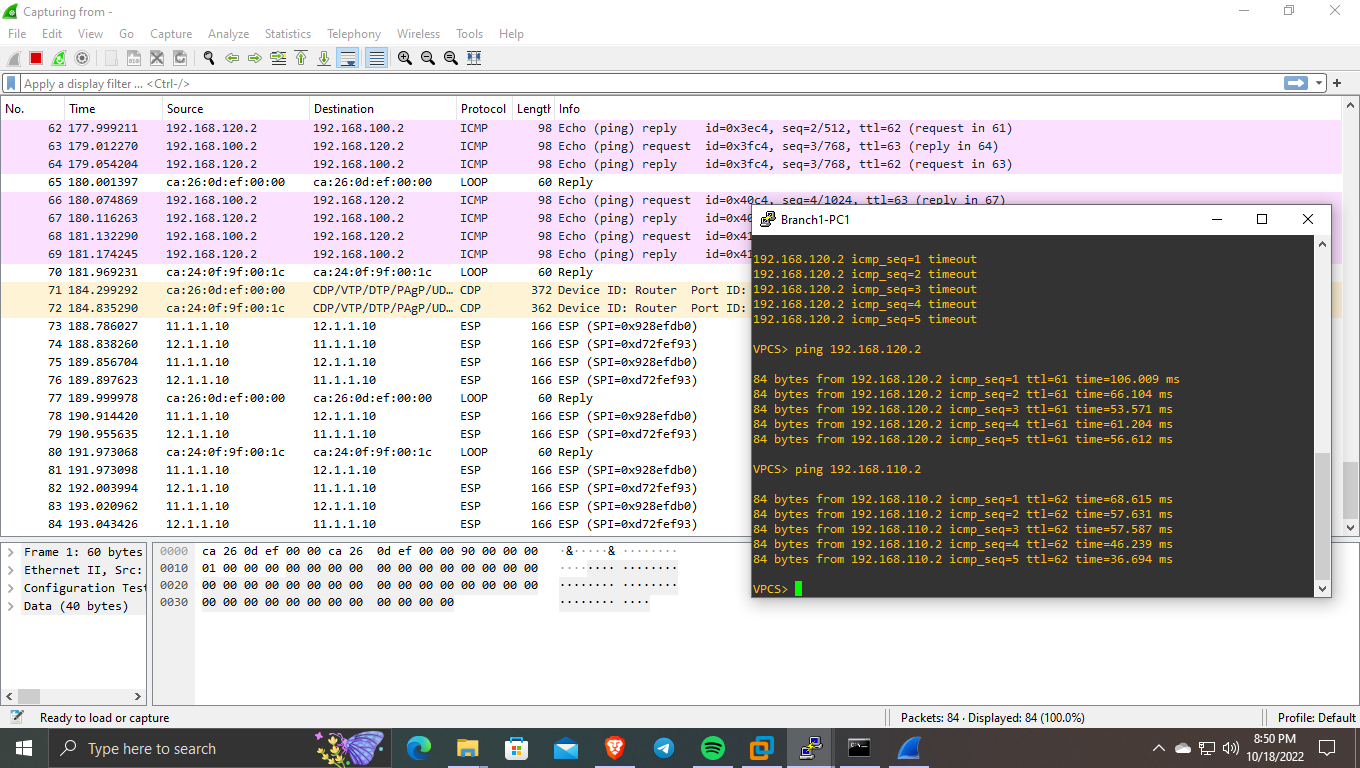 Capturing from -
File Edit View Go Capture Analyze Statistics Telephony Wireless Tools Help
Apply a display filter ... <Ctrl-/>
No. Time Source Destination Protocol Length Info
62 177.999211 192.168.120.2 192.168.100.2 ICMP 98 Echo (ping) reply id=0x3ec4, seq=2/512, ttl=62 (request in 61)
63 179.012270 192.168.100.2 192.168.120.2 ICMP 98 Echo (ping) request id=0x3fc4, seq=3/768, ttl=63 (reply in 64)
64 179.054204 192.168.120.2 192.168.100.2 ICMP 98 Echo (ping) reply id=0x3fc4, seq=3/768, ttl=62 (request in 63)
65 180.001397 ca:26:0d:ef:00:00 ca:26:0d:ef:00:00 LOOP 60 Reply
66 180.074869 192.168.100.2 192.168.120.2 ICMP 98 Echo (ping) request id=0x40c4, seq=4/1024, ttl=63 (reply in 67)
67 180.116263 192.168.120.2 192.168.100.2 ICMP 98 Echo (ping) reply id=0x40
68 181.132290 192.168.100.2 192.168.120.2 ICMP 98 Echo (ping) request id=0x41
69 181.174245 192.168.120.2 192.168.100.2 ICMP 98 Echo (ping) reply id=0x41
70 181.969231 ca:24:0f:9f:00:1c ca:24:0f:9f:00:1c LOOP 60 Reply
71 184.299292 ca:26:0d:ef:00:00 CDP/VTP/DTP/PAgP/UD… CDP 372 Device ID: Router Port ID:
72 184.835290 ca:24:0f:9f:00:1c CDP/VTP/DTP/PAgP/UD… CDP 362 Device ID: Router Port ID:
73 188.786027 11.1.1.10 12.1.1.10 ESP 166 ESP (SPI=0x928efdb0)
74 188.838260 12.1.1.10 11.1.1.10 ESP 166 ESP (SPI=0xd72fef93)
75 189.856704 11.1.1.10 12.1.1.10 ESP 166 ESP (SPI=0x928efdb0)
76 189.897623 12.1.1.10 11.1.1.10 ESP 166 ESP (SPI=0xd72fef93)
77 189.999978 ca:26:0d:ef:00:00 ca:26:0d:ef:00:00 LOOP 60 Reply
78 190.914420 11.1.1.10 12.1.1.10 ESP 166 ESP (SPI=0x928efdb0)
79 190.955635 12.1.1.10 11.1.1.10 ESP 166 ESP (SPI=0xd72fef93)
80 191.973068 ca:24:0f:9f:00:1c ca:24:0f:9f:00:1c LOOP 60 Reply
81 191.973098 11.1.1.10 12.1.1.10 ESP 166 ESP (SPI=0x928efdb0)
82 192.003994 12.1.1.10 11.1.1.10 ESP 166 ESP (SPI=0xd72fef93)
83 193.020962 11.1.1.10 12.1.1.10 ESP 166 ESP (SPI=0x928efdb0)
84 193.043426 12.1.1.10 11.1.1.10 ESP 166 ESP (SPI=0xd72fef93)
Branch1-PC1
192.168.120.2 icmp_seq=1 timeout
192.168.120.2 icmp_seq=2 timeout
192.168.120.2 icmp_seq=3 timeout
192.168.120.2 icmp_seq=4 timeout
192.168.120.2 icmp_seq=5 timeout
VPCS> ping 192.168.120.2
84 bytes from 192.168.120.2 icmp_seq=1 ttl=61 time=106.009 ms
84 bytes from 192.168.120.2 icmp_seq=2 ttl=61 time=66.104 ms
84 bytes from 192.168.120.2 icmp_seq=3 ttl=61 time=53.571 ms
84 bytes from 192.168.120.2 icmp_seq=4 ttl=61 time=61.204 ms
84 bytes from 192.168.120.2 icmp_seq=5 ttl=61 time=56.612 ms
VPCS> ping 192.168.110.2
84 bytes from 192.168.110.2 icmp_seq=1 ttl=62 time=68.615 ms
84 bytes from 192.168.110.2 icmp_seq=2 ttl=62 time=57.631 ms
84 bytes from 192.168.110.2 icmp_seq=3 ttl=62 time=57.587 ms
84 bytes from 192.168.110.2 icmp_seq=4 ttl=62 time=46.239 ms
84 bytes from 192.168.110.2 icmp_seq=5 ttl=62 time=36.694 ms
VPCS>
Frame 1: 60 bytes
Ethernet II, Src:
Configuration Test
Data (40 bytes)
0000 ca 26 0d ef 00 00 ca 26 0d ef 00 00 90 00 00 00 ·&·····& ········
0010 01 00 00 00 00 00 00 00 00 00 00 00 00 00 00 00 ········ ········
0020 00 00 00 00 00 00 00 00 00 00 00 00 00 00 00 00 ········ ········
0030 00 00 00 00 00 00 00 00 00 00 00 00 ········ ····
Ready to load or capture
Packets: 84 · Displayed: 84 (100.0%)
Profile: Default
Type here to search
8:50 PM
10/18/2022